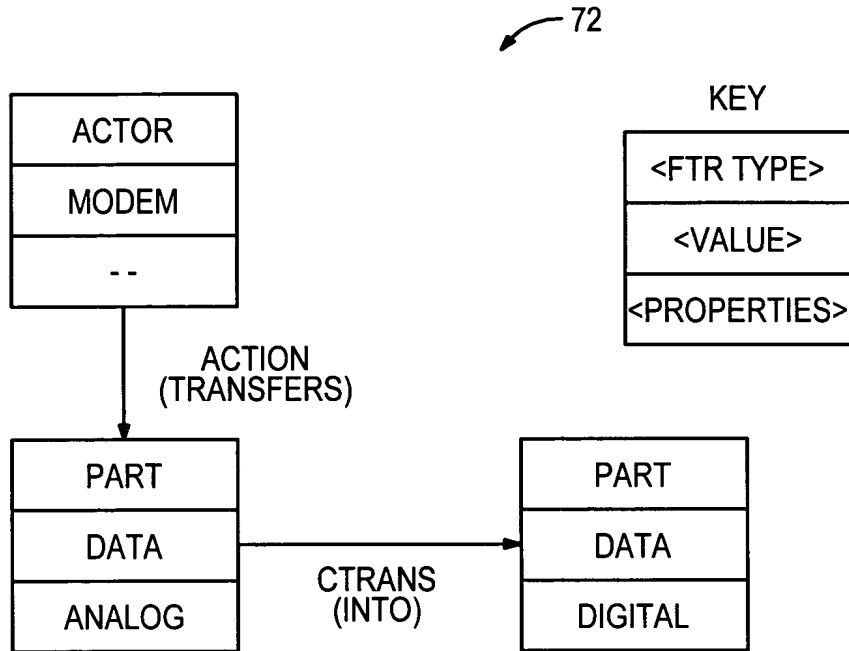 72
ACTOR
MODEM
--
KEY
<FTR TYPE>
<VALUE>
<PROPERTIES>
ACTION
(TRANSFERS)
PART
DATA
ANALOG
CTRANS
(INTO)
PART
DATA
DIGITAL